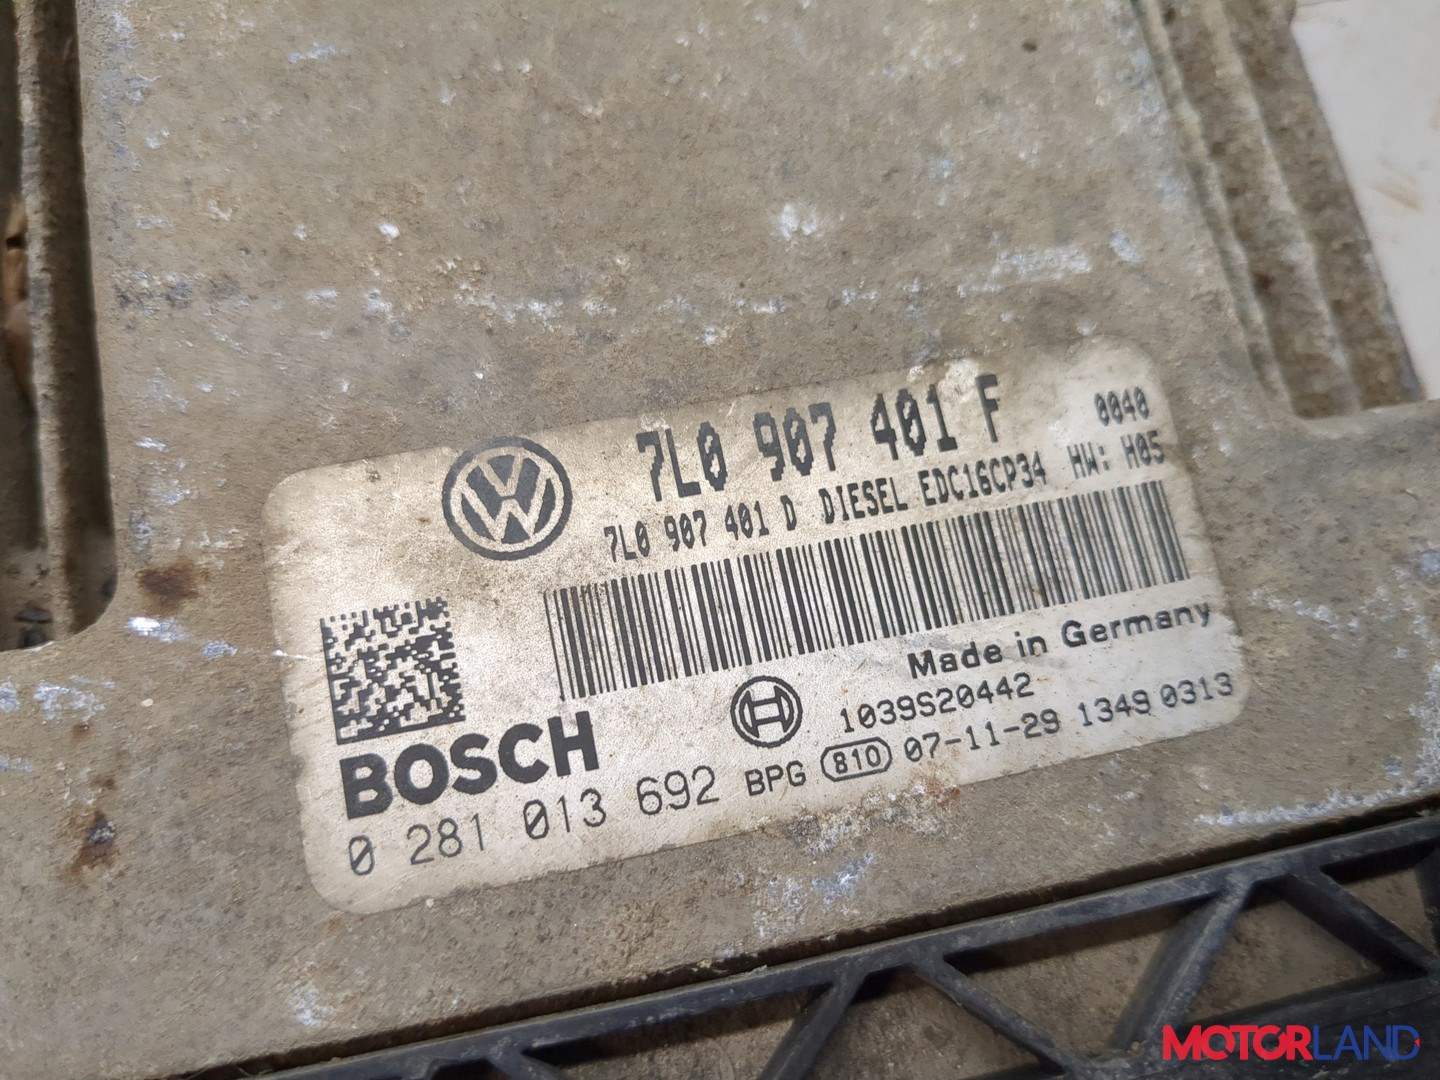 7L0 907 401 F 0040
7L0 907 401 D DIESEL EDC16CP34 HW: H05
Made in Germany
BOSCH 1039S20442
0 281 013 692 BPG 810 07-11-29 1349 0313
MOTORLAND